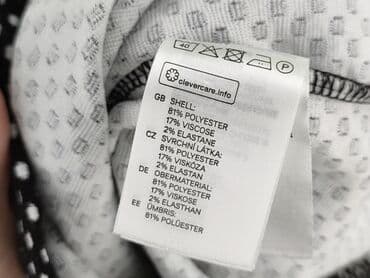 40 P
clevercare.info
GB SHELL:
81% POLYESTER
17% VISCOSE
2% ELASTANE
CZ SVRCHNÍ LÁTKA:
81% POLYESTER
17% VISKÓZA
2% ELASTAN
DE OBERMATERIAL:
81% POLYESTER
17% VISKOSE
2% ELASTHAN
EE ÜMBRIS:
81% POLÜESTER